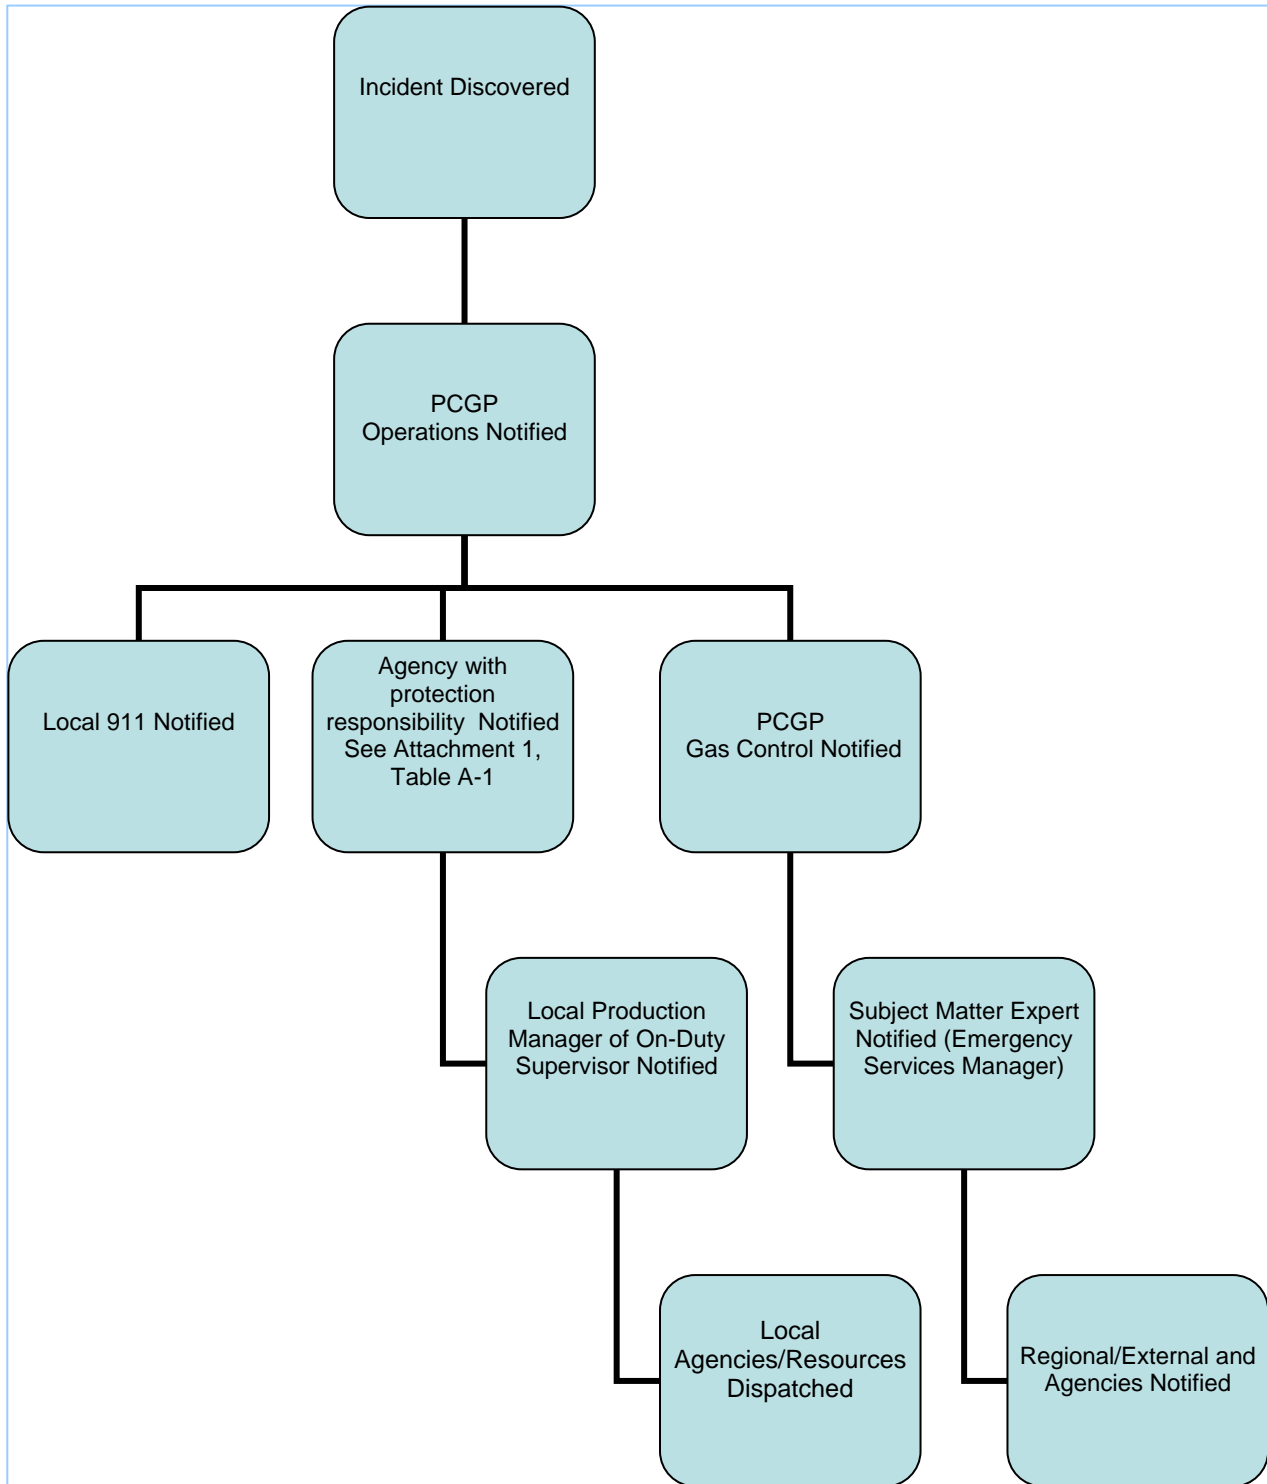 Incident Discovered
PCGP
Operations Notified
Local 911 Notified
Agency with
protection
responsibility  Notified
See Attachment 1,
Table A-1
PCGP
Gas Control Notified
Local Production
Manager of On-Duty
Supervisor Notified
Subject Matter Expert
Notified (Emergency
Services Manager)
Local
Agencies/Resources
Dispatched
Regional/External and
Agencies Notified